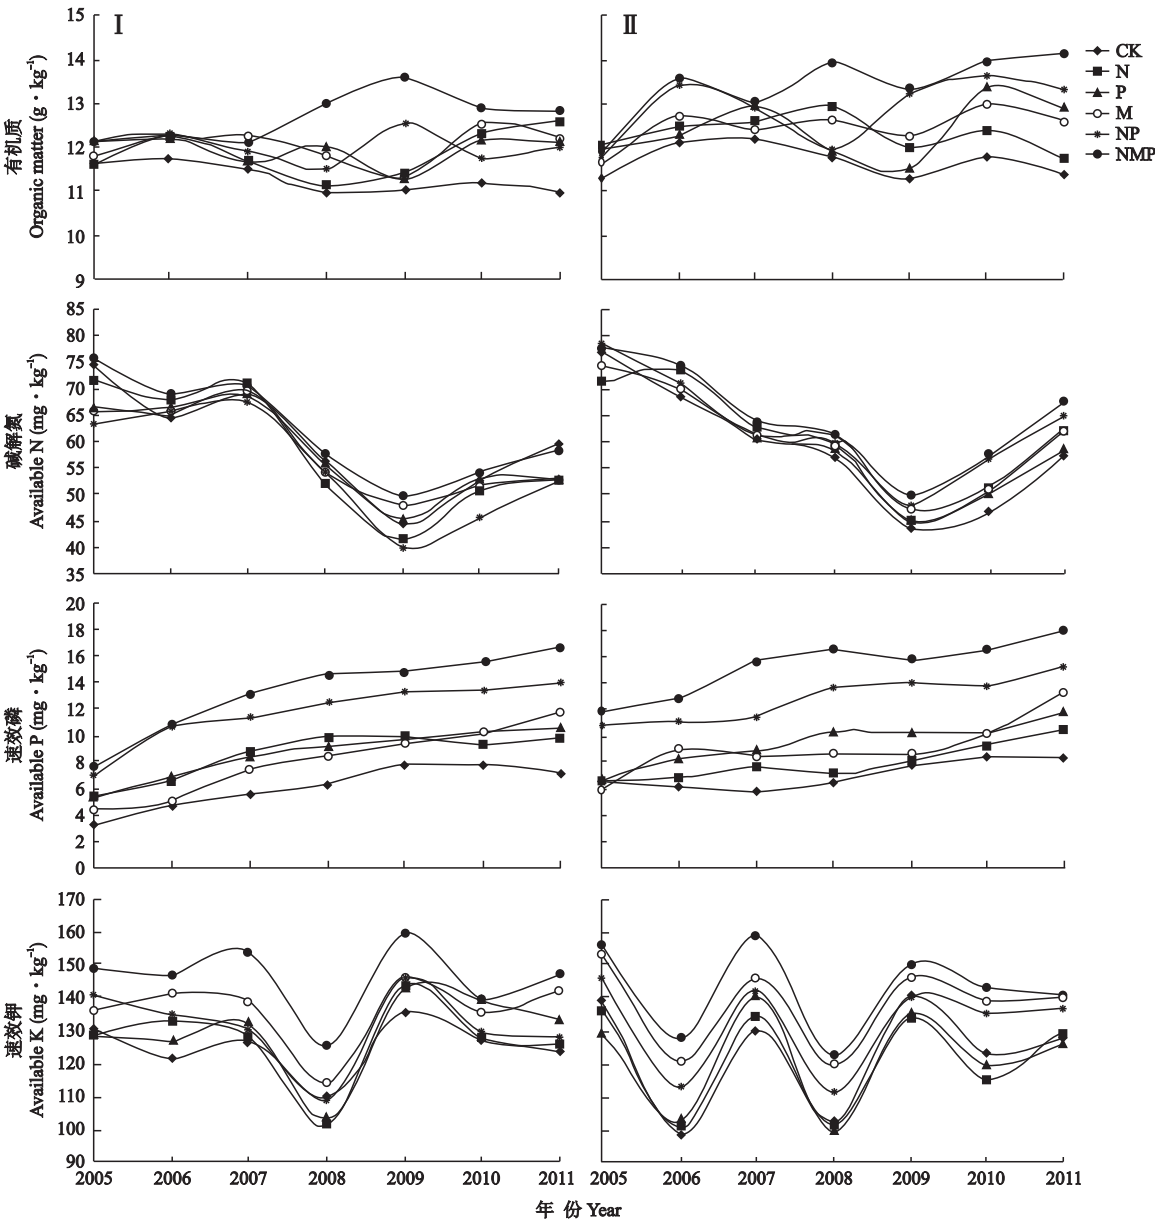 Ⅰ
Ⅱ
有机质
Organic matter (g·kg⁻¹)
15
14
13
12
11
10
9
CK
N
P
M
NP
NMP
碱解氮
Available N (mg·kg⁻¹)
85
80
75
70
65
60
55
50
45
40
35
速效磷
Available P (mg·kg⁻¹)
20
18
16
14
12
10
8
6
4
2
0
速效钾
Available K (mg·kg⁻¹)
170
160
150
140
130
120
110
100
90
2005 2006 2007 2008 2009 2010 2011 2005 2006 2007 2008 2009 2010 2011
年 份 Year